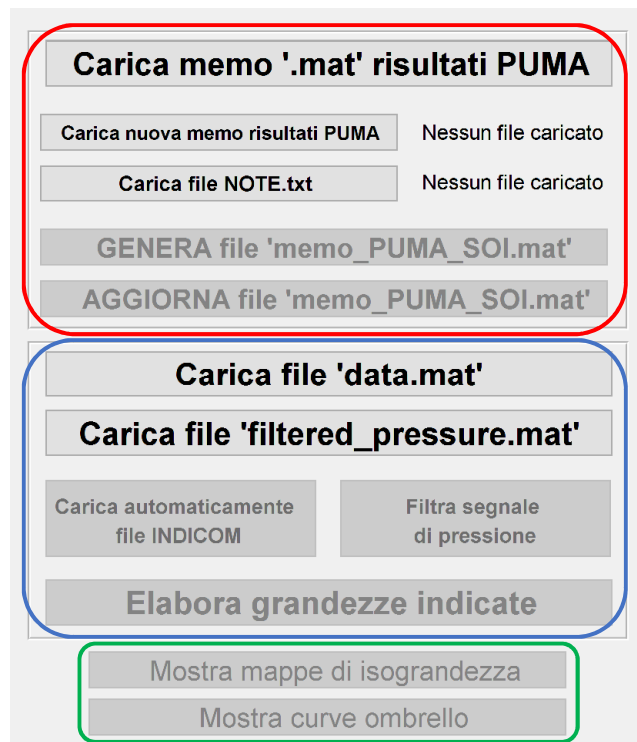 Carica memo '.mat' risultati PUMA
Carica nuova memo risultati PUMA Nessun file caricato
Carica file NOTE.txt Nessun file caricato
GENERA file 'memo_PUMA_SOI.mat'
AGGIORNA file 'memo_PUMA_SOI.mat'
Carica file 'data.mat'
Carica file 'filtered_pressure.mat'
Carica automaticamente
file INDICOM
Filtra segnale
di pressione
Elabora grandezze indicate
Mostra mappe di isograndezza
Mostra curve ombrello